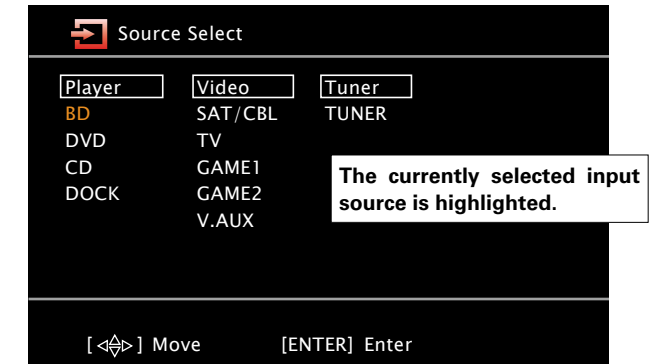 Source Select
Player Video Tuner
BD SAT/CBL TUNER
DVD TV
CD GAME1
DOCK GAME2
V.AUX
The currently selected input
source is highlighted.
[◁△▽▷] Move [ENTER] Enter